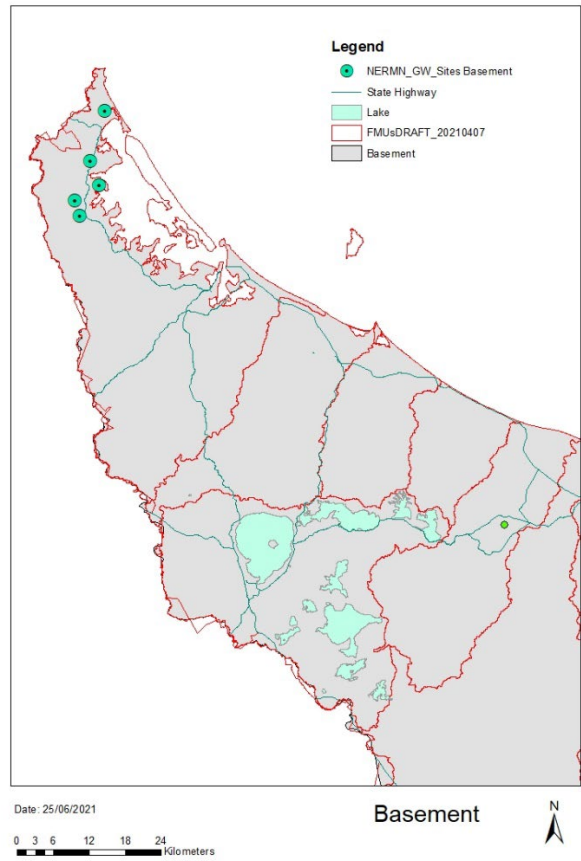 Legend
NERMN_GW_Sites Basement
State Highway
Lake
FMUsDRAFT_20210407
Basement
Date: 25/06/2021
Basement
N
0 3 6 12 18 24
Kilometers